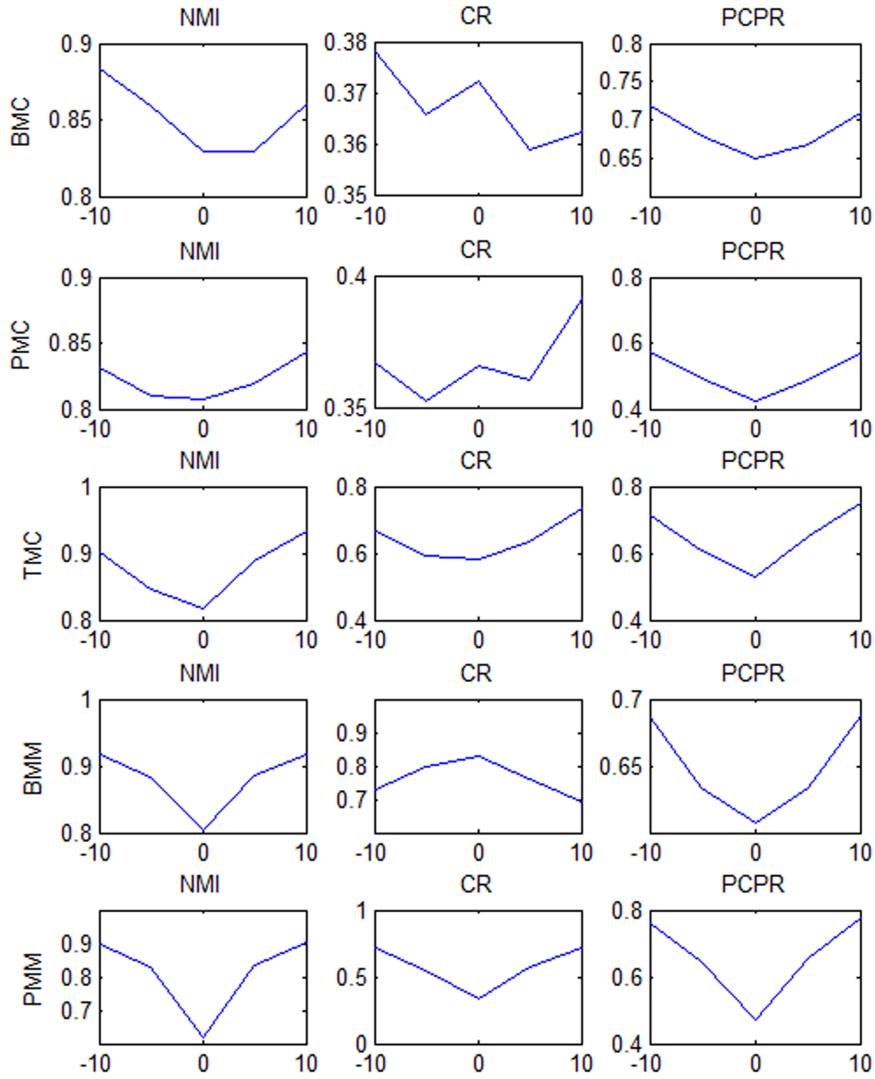 NMI CR PCPR
BMC
0.9 0.38 0.8
0.37 0.75
0.85 0.7
0.36 0.65
0.8 0.35
-10 0 10 -10 0 10 -10 0 10
NMI CR PCPR
PMC
0.9 0.4 0.8
0.85 0.6
0.8 0.35 0.4
-10 0 10 -10 0 10 -10 0 10
NMI CR PCPR
TMC
1 0.8 0.8
0.9 0.6 0.6
0.8 0.4 0.4
-10 0 10 -10 0 10 -10 0 10
NMI CR PCPR
BMM
1 0.7
0.9 0.9 0.65
0.8
0.7
0.8
-10 0 10 -10 0 10 -10 0 10
NMI CR PCPR
PMM
1 0.8
0.9
0.8 0.5 0.6
0.7
0 0.4
-10 0 10 -10 0 10 -10 0 10